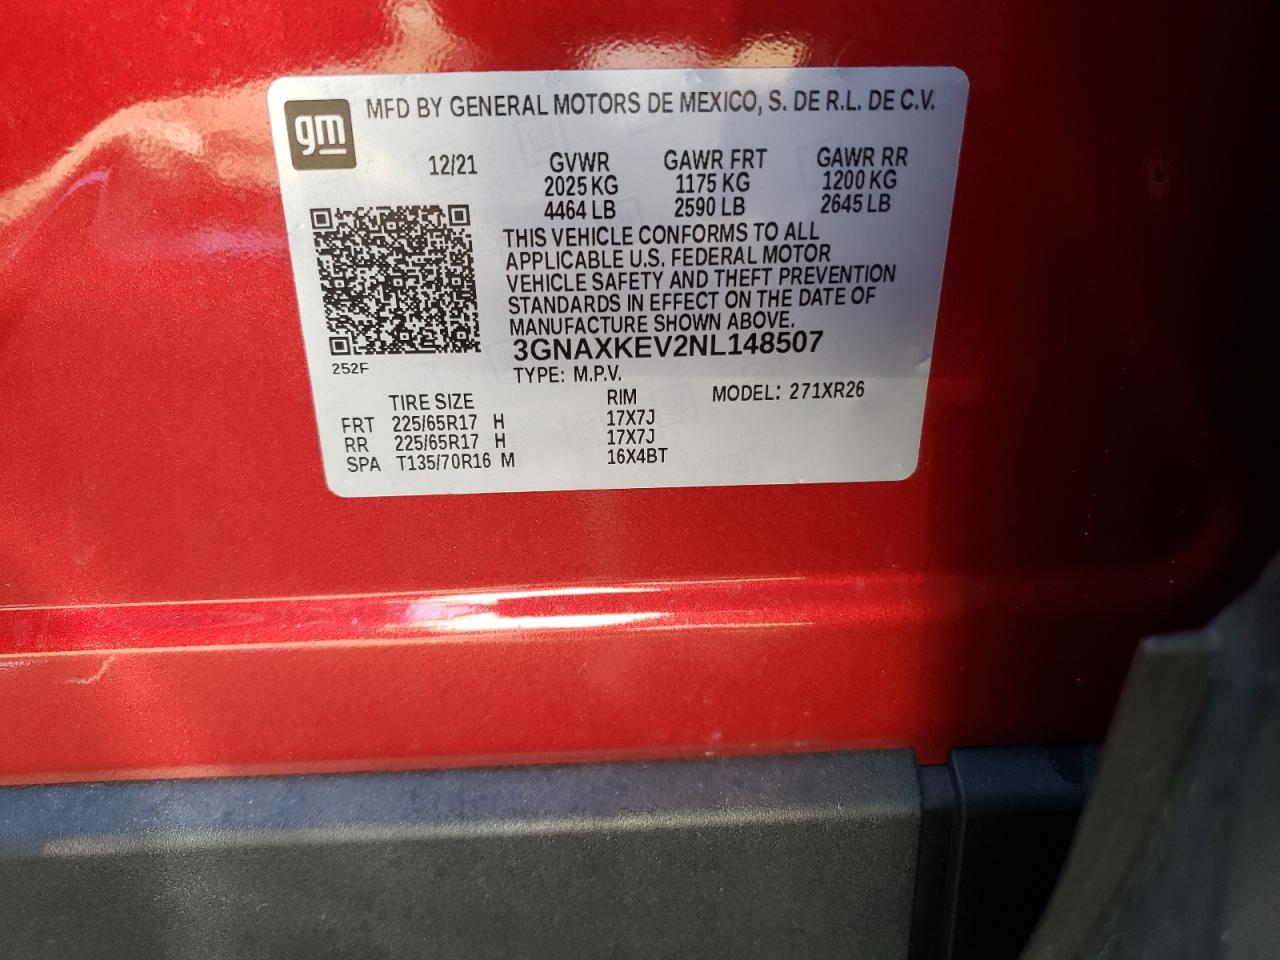 gm
MFD BY GENERAL MOTORS DE MEXICO, S. DE R.L. DE C.V.
12/21
GVWR GAWR FRT GAWR RR
2025 KG 1175 KG 1200 KG
4464 LB 2590 LB 2645 LB
THIS VEHICLE CONFORMS TO ALL
APPLICABLE U.S. FEDERAL MOTOR
VEHICLE SAFETY AND THEFT PREVENTION
STANDARDS IN EFFECT ON THE DATE OF
MANUFACTURE SHOWN ABOVE.
3GNAXKEV2NL148507
252F
TYPE: M.P.V.
TIRE SIZE RIM MODEL: 271XR26
FRT 225/65R17 H 17X7J
RR 225/65R17 H 17X7J
SPA T135/70R16 M 16X4BT